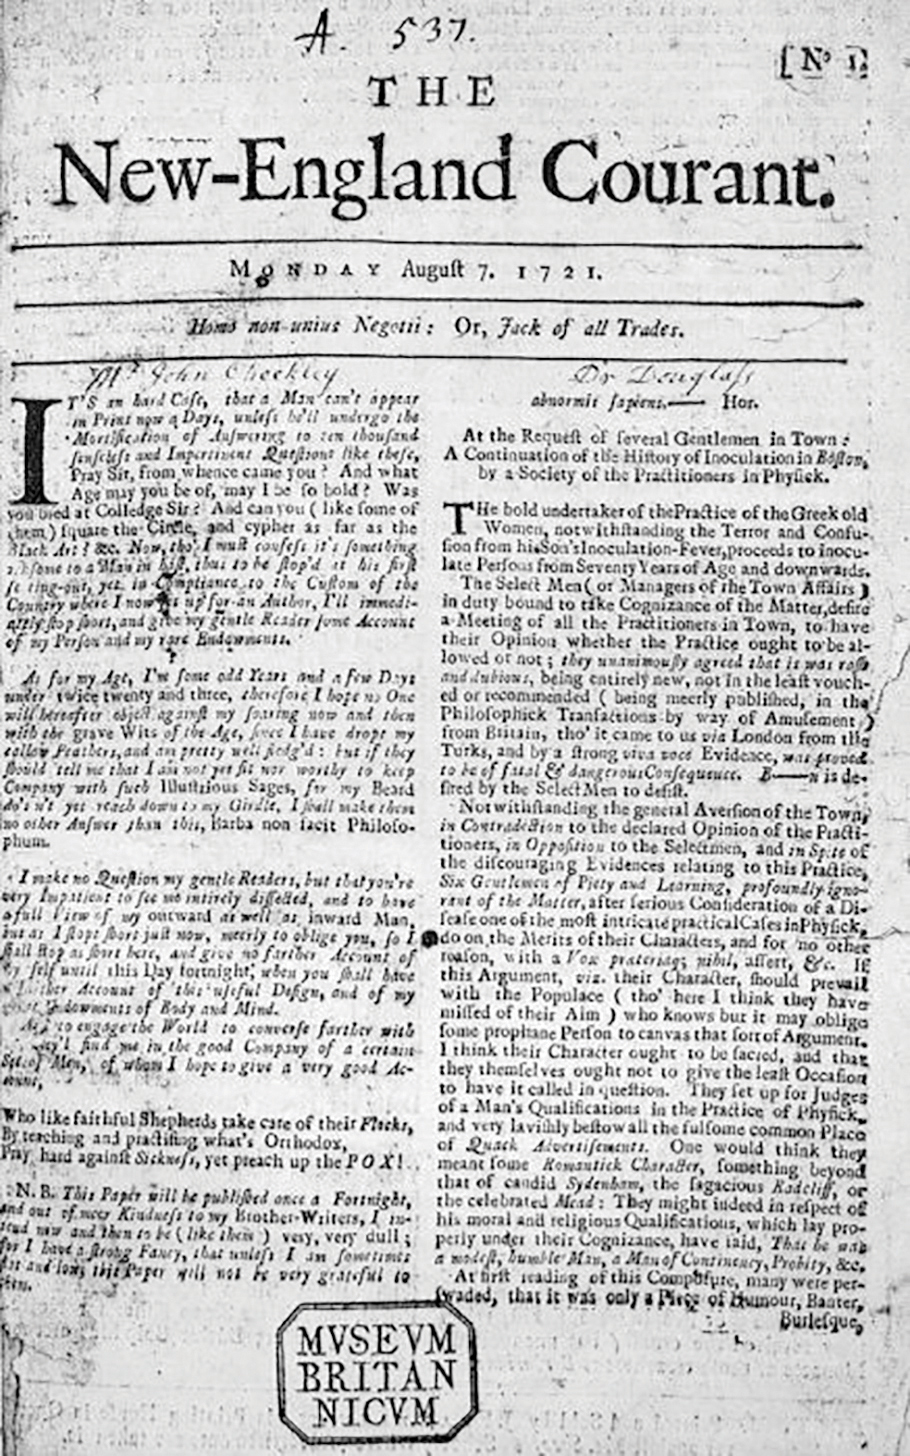 A. 537.
[ No 1.
THE
New-England Courant.
MONDAY Auguſt 7. 1721.
Homo non unius Negotii: Or, Jack of all Trades.
Mr John Checkley
IT'S an hard Caſe, that a Man can't appear
in Print now a Days, unleſs he'll undergo the
Mortification of Anſwering to ten thouſand
ſenſeleſs and Impertinent Queſtions like theſe,
Pray Sir, from whence came you? And what
Age may you be of, may I be ſo bold? Was
you bred at Colledge Sir? And can you (like ſome of
them) ſquare the Circle, and cypher as far as the
Black Art? &c. Now, tho' I muſt confeſs it's ſomething
to a Man in haſt, thus to be ſtop'd at his firſt
ſetting-out, yet in Compliance to the Cuſtom of the
Country where I now ſet up for an Author, I'll immedi-
ately ſtop ſhort, and give my gentle Reader ſome Account
of my Perſon and my rare Endowments.
As for my Age, I'm ſome odd Years and a few Days
under twice twenty and three, therefore I hope no One
will hereafter object againſt my ſoaring now and then
with the grave Wits of the Age, ſince I have dropt my
callow Feathers, and am pretty well fledg'd: but if they
ſhould tell me that I am not yet fit nor worthy to keep
Company with ſuch Illuſtrious Sages, for my Beard
do's n't yet reach down to my Girdle, I ſhall make them
no other Anſwer than this, Barba non facit Philoſo-
phum.
I make no Queſtion my gentle Readers, but that you're
very Impatient to ſee me intirely diſſected, and to have
a full View of my outward as well as inward Man,
but as I ſtopt ſhort juſt now, meerly to oblige you, ſo I
ſhall ſtop as ſhort here, and give no farther Account of
my ſelf until this Day fortnight, when you ſhall have
a farther Account of this uſeful Deſign, and of my
great Endowments of Body and Mind.
to engage the World to converſe farther with
they'l find me in the good Company of a certain
Set of Men, of whom I hope to give a very good Ac-
count,
Who like faithful Shepherds take care of their Flocks,
By teaching and practiſing what's Orthodox,
Pray hard againſt Sickneſs, yet preach up the POX!
N. B. This Paper will be publiſhed once a Fortnight,
and out of meer Kindneſs to my Brother-Writers, I in-
tend now and then to be (like them) very, very dull;
for I have a ſtrong Fancy, that unleſs I am ſometimes
flat and low, this Paper will not be very grateful to
them.
Dr Douglaſs
abnormis ſapiens.—— Hor.
At the Requeſt of ſeveral Gentlemen in Town:
A Continuation of the Hiſtory of Inoculation in Boſton,
by a Society of the Practitioners in Phyſick.
THe bold undertaker of the Practice of the Greek old
Women, notwithſtanding the Terror and Confu-
ſion from his Son's Inoculation-Fever, proceeds to inocu-
late Perſons from Seventy Years of Age and downwards.
The Select Men (or Managers of the Town Affairs)
in duty bound to take Cognizance of the Matter, deſire
a Meeting of all the Practitioners in Town, to have
their Opinion whether the Practice ought to be al-
lowed or not; they unanimouſly agreed that it was raſh
and dubious, being entirely new, not in the leaſt vouch-
ed or recommended (being meerly publiſhed, in the
Philoſophick Tranſactions by way of Amuſement)
from Britain, tho' it came to us via London from the
Turks, and by a ſtrong viva voce Evidence, was proved
to be of fatal & dangerous Conſequence. B——n is de-
ſired by the Select Men to deſiſt.
Notwithſtanding the general Averſion of the Town,
in Contradiction to the declared Opinion of the Practi-
tioners, in Oppoſition to the Selectmen, and in Spite of
the diſcouraging Evidences relating to this Practice,
Six Gentlemen of Piety and Learning, profoundly igno-
rant of the Matter, after ſerious Conſideration of a Di-
ſeaſe one of the moſt intricate practical Caſes in Phyſick,
do on the Merits of their Characters, and for no other
reaſon, with a Vox præteriaq; nihil, aſſert, &c. If
this Argument, viz. their Character, ſhould prevail
with the Populace (tho' here I think they have
miſſed of their Aim) who knows but it may oblige
ſome prophane Perſon to canvas that ſort of Argument.
I think their Character ought to be ſacred, and that
they themſelves ought not to give the leaſt Occaſion
to have it called in queſtion. They ſet up for Judges
of a Man's Qualifications in the Practice of Phyſick,
and very laviſhly beſtow all the fulſome common Place
of Quack Advertiſements. One would think they
meant ſome Romantick Character, ſomething beyond
that of candid Sydenham, the ſagacious Radcliff, or
the celebrated Mead: They might indeed in reſpect of
his moral and religious Qualifications, which lay pro-
perly under their Cognizance, have ſaid, That he was
a modeſt, humble Man, a Man of Continency, Probity, &c.
At firſt reading of this Compoſure, many were per-
ſwaded, that it was only a Piece of Humour, Banter,
Burleſque,
MVSEVM
BRITAN
NICVM